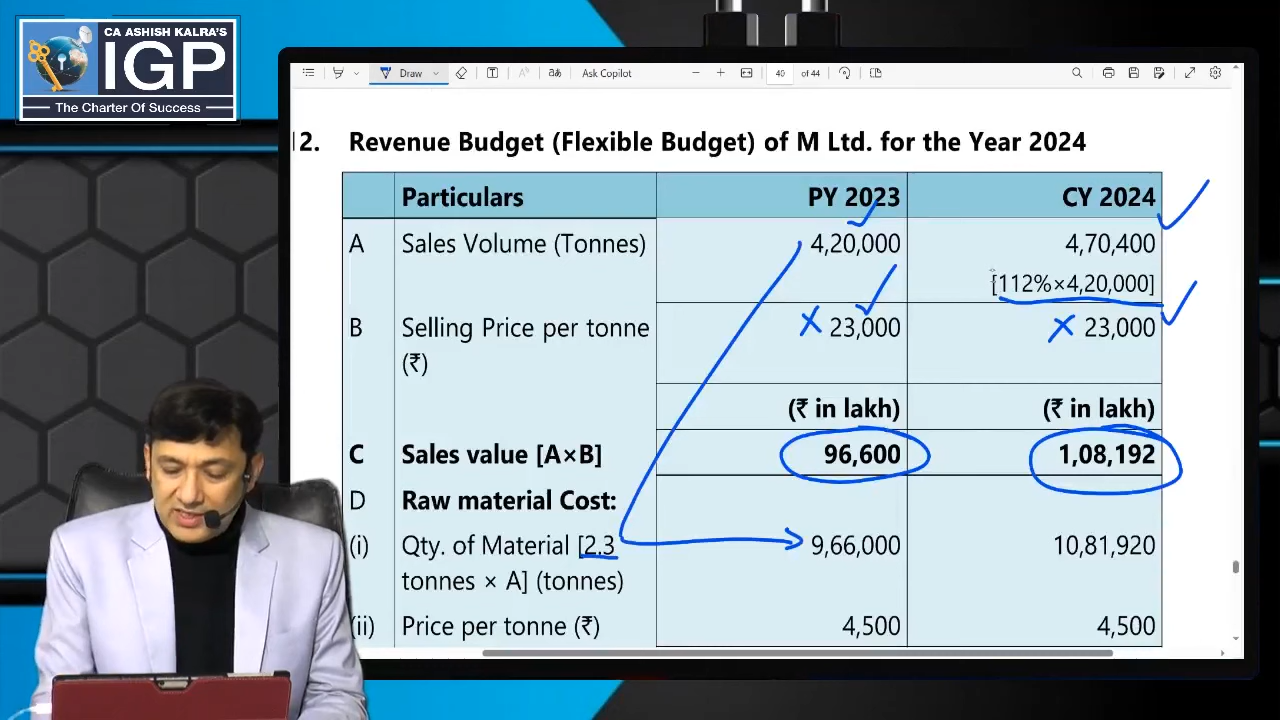 CA ASHISH KALRA'S
IGP
The Charter Of Success
Draw
Ask Copilot
40 of 44
12. Revenue Budget (Flexible Budget) of M Ltd. for the Year 2024
Particulars PY 2023 CY 2024
A Sales Volume (Tonnes) 4,20,000 4,70,400
[112%×4,20,000]
B Selling Price per tonne × 23,000 × 23,000
(₹)
(₹ in lakh) (₹ in lakh)
C Sales value [A×B] 96,600 1,08,192
D Raw material Cost:
(i) Qty. of Material [2.3 9,66,000 10,81,920
tonnes × A] (tonnes)
(ii) Price per tonne (₹) 4,500 4,500